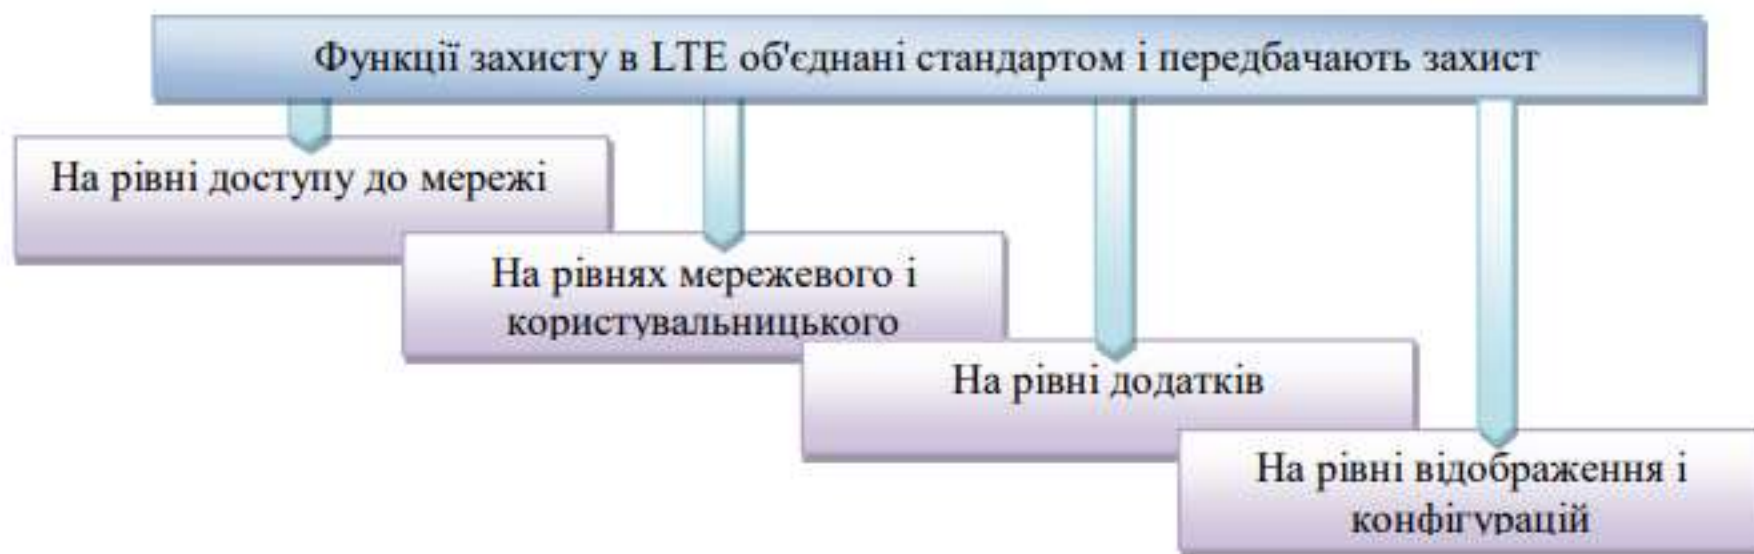 Функції захисту в LTE об'єднані стандартом і передбачають захист
На рівні доступу до мережі
На рівнях мережевого і
користувальницького
На рівні додатків
На рівні відображення і
конфігурацій